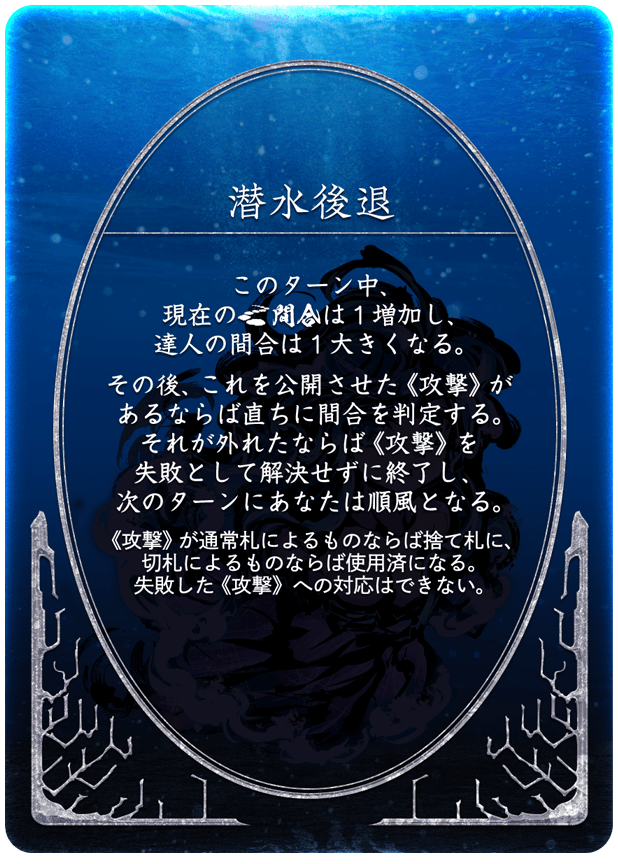 潜水後退
このターン中、
現在の間合は１増加し、
達人の間合は１大きくなる。
その後、これを公開させた《攻撃》が
あるならば直ちに間合を判定する。
それが外れたならば《攻撃》を
失敗として解決せずに終了し、
次のターンにあなたは順風となる。
《攻撃》が通常札によるものならば捨て札に、
切札によるものならば使用済になる。
失敗した《攻撃》への対応はできない。